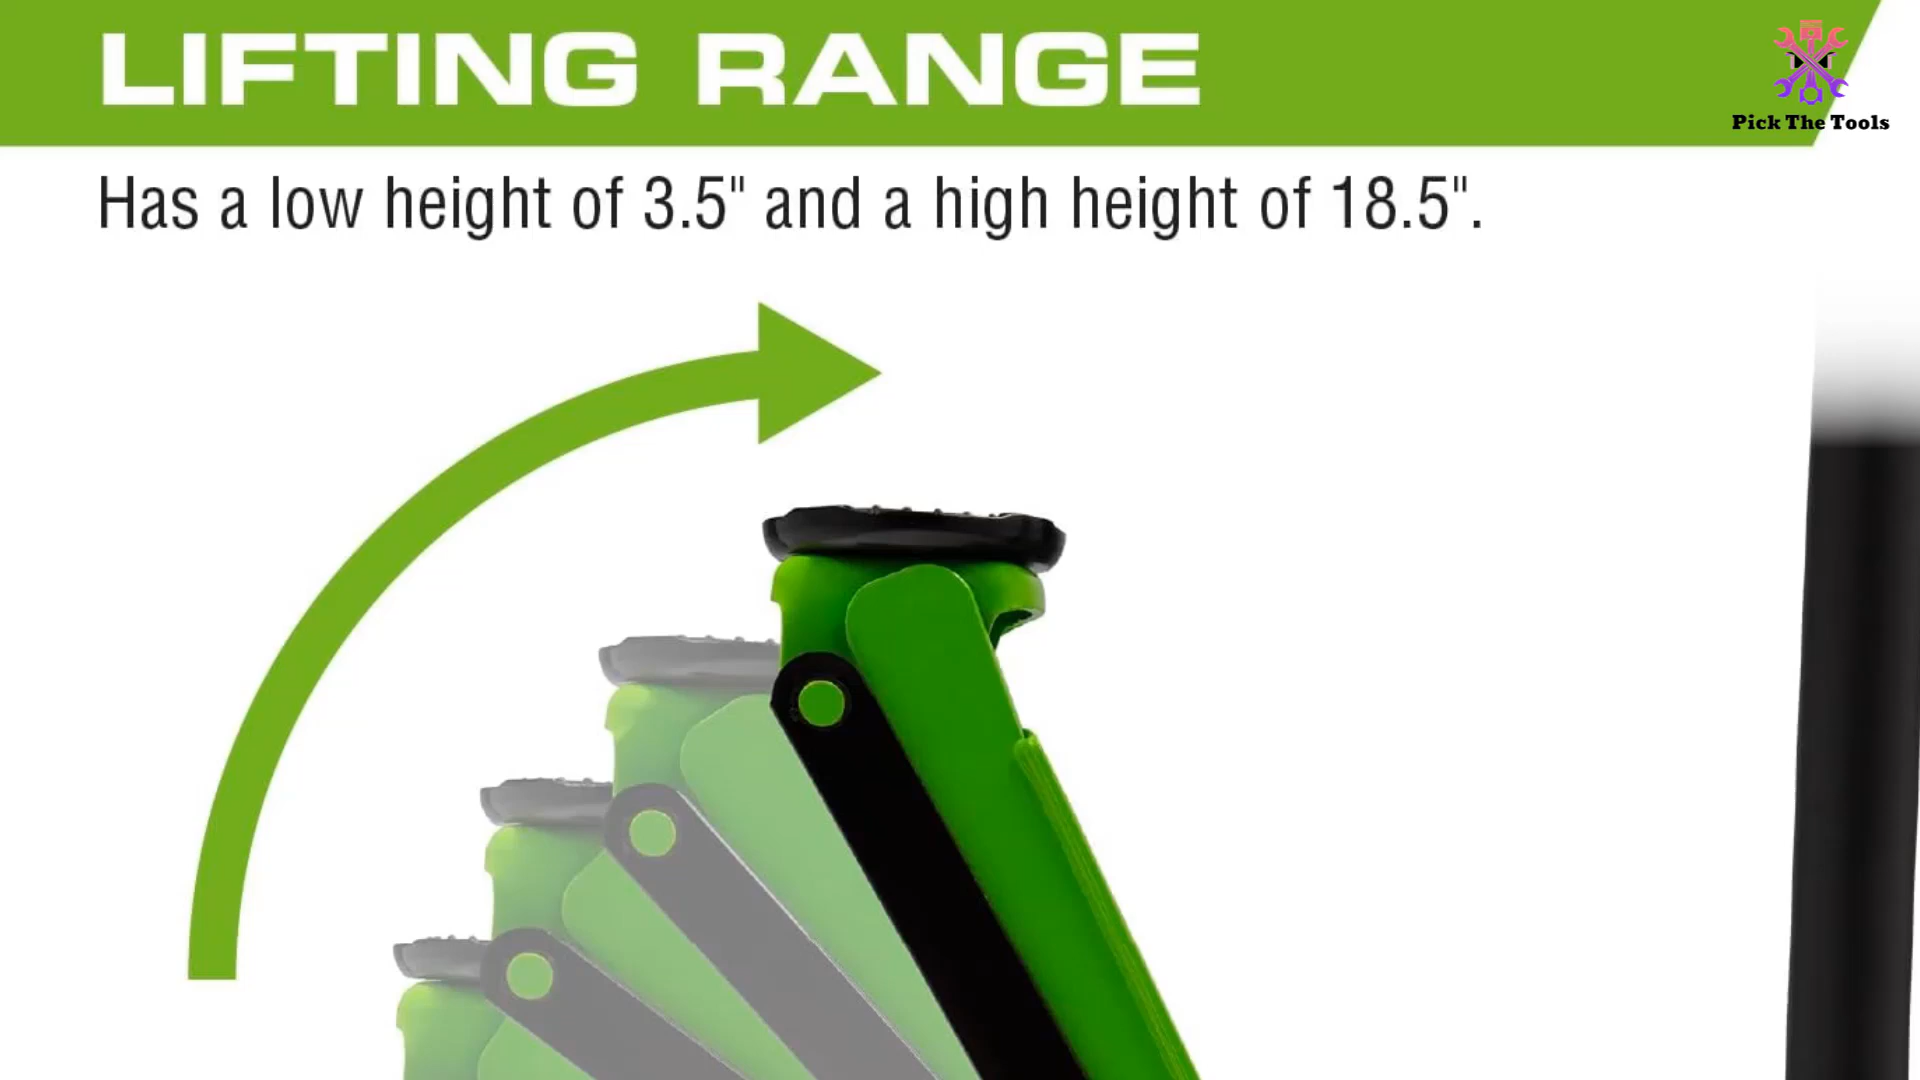 LIFTING RANGE
Pick The Tools
Has a low height of 3.5" and a high height of 18.5".